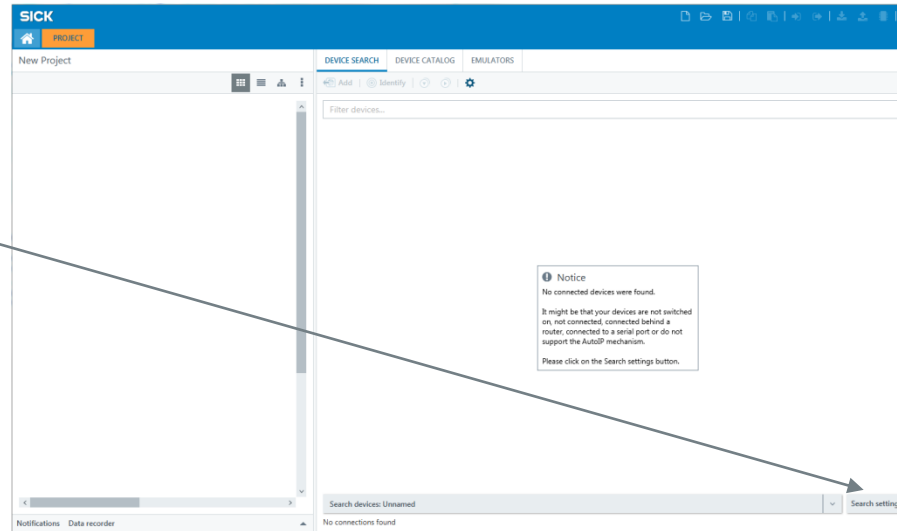 SICK
PROJECT
New Project
DEVICE SEARCH DEVICE CATALOG EMULATORS
Add Identify
Filter devices...
Notice
No connected devices were found.
It might be that your devices are not switched
on, not connected, connected behind a
router, connected to a serial port or do not
support the AutoIP mechanism.
Please click on the Search settings button.
Search devices: Unnamed
Search setting
Notifications Data recorder
No connections found